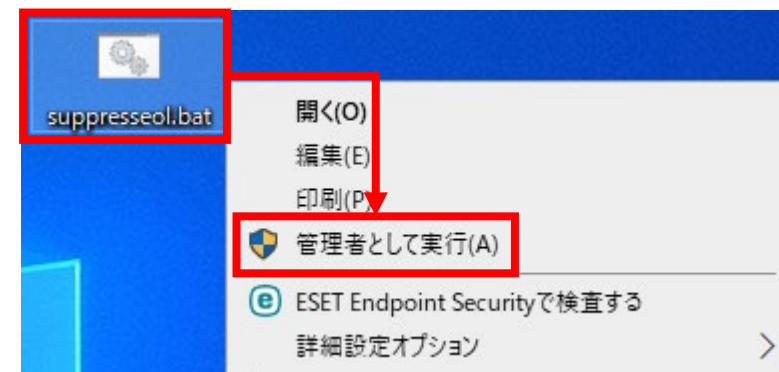 suppresseol.bat
開く(O)
編集(E)
印刷(P)
管理者として実行(A)
ESET Endpoint Securityで検査する
詳細設定オプション